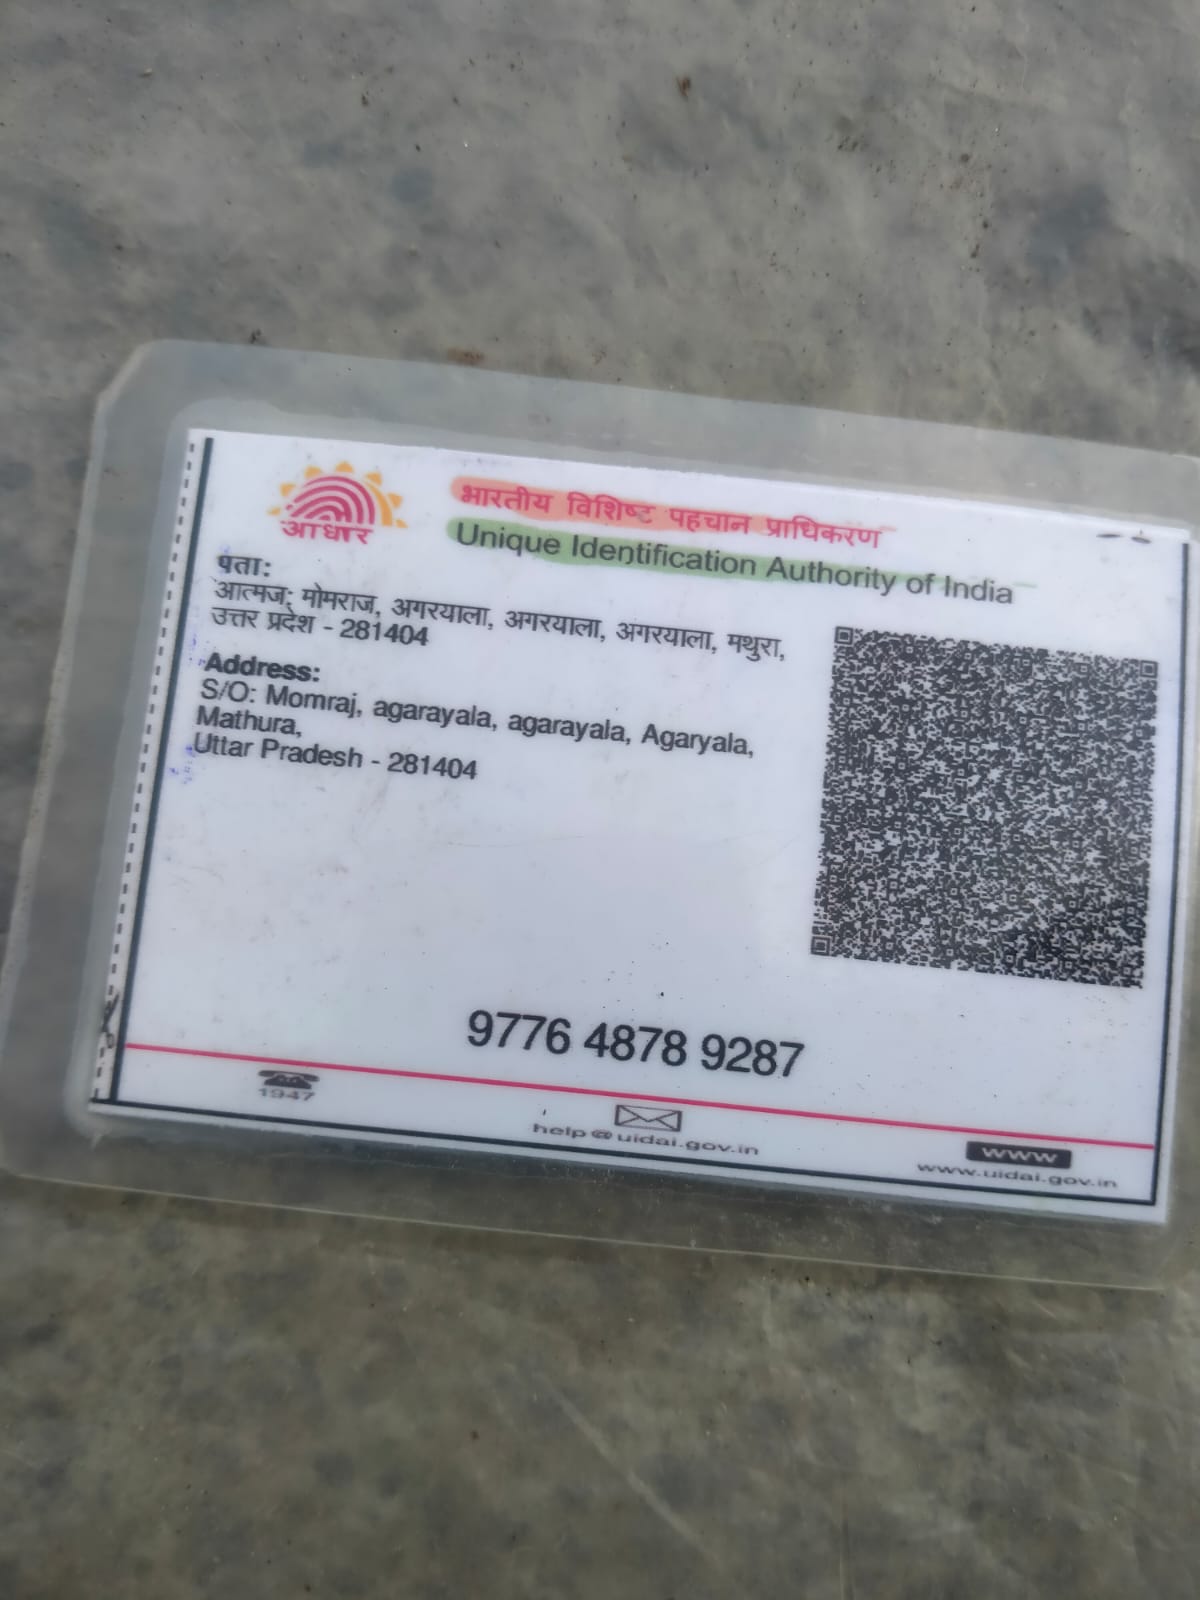 आधार
भारतीय विशिष्ट पहचान प्राधिकरण
Unique Identification Authority of India
पता:
आत्मज: मोमराज, अगरयाला, अगरयाला, अगरयाला, मथुरा,
उत्तर प्रदेश - 281404
Address:
S/O: Momraj, agarayala, agarayala, Agaryala,
Mathura,
Uttar Pradesh - 281404
9776 4878 9287
1947
help@uidai.gov.in
www
www.uidai.gov.in